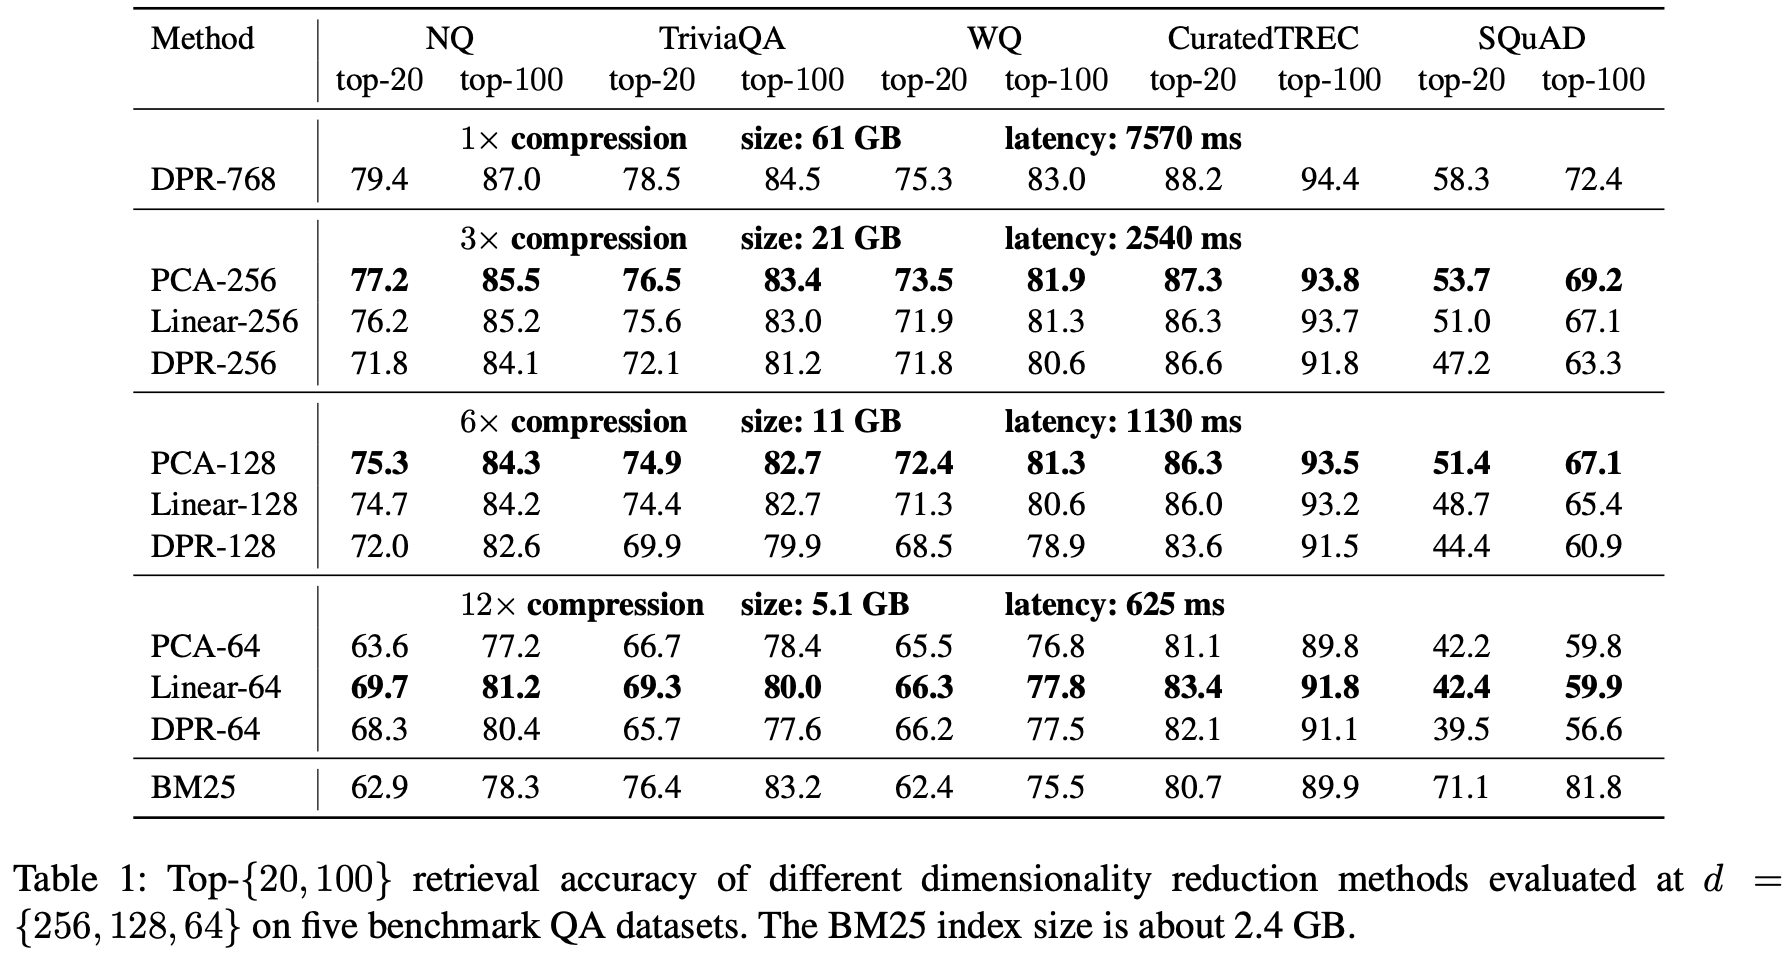 Method NQ TriviaQA WQ CuratedTREC SQuAD
top-20 top-100 top-20 top-100 top-20 top-100 top-20 top-100 top-20 top-100
1× compression size: 61 GB latency: 7570 ms
DPR-768 79.4 87.0 78.5 84.5 75.3 83.0 88.2 94.4 58.3 72.4
3× compression size: 21 GB latency: 2540 ms
PCA-256 77.2 85.5 76.5 83.4 73.5 81.9 87.3 93.8 53.7 69.2
Linear-256 76.2 85.2 75.6 83.0 71.9 81.3 86.3 93.7 51.0 67.1
DPR-256 71.8 84.1 72.1 81.2 71.8 80.6 86.6 91.8 47.2 63.3
6× compression size: 11 GB latency: 1130 ms
PCA-128 75.3 84.3 74.9 82.7 72.4 81.3 86.3 93.5 51.4 67.1
Linear-128 74.7 84.2 74.4 82.7 71.3 80.6 86.0 93.2 48.7 65.4
DPR-128 72.0 82.6 69.9 79.9 68.5 78.9 83.6 91.5 44.4 60.9
12× compression size: 5.1 GB latency: 625 ms
PCA-64 63.6 77.2 66.7 78.4 65.5 76.8 81.1 89.8 42.2 59.8
Linear-64 69.7 81.2 69.3 80.0 66.3 77.8 83.4 91.8 42.4 59.9
DPR-64 68.3 80.4 65.7 77.6 66.2 77.5 82.1 91.1 39.5 56.6
BM25 62.9 78.3 76.4 83.2 62.4 75.5 80.7 89.9 71.1 81.8
Table 1: Top-{20, 100} retrieval accuracy of different dimensionality reduction methods evaluated at d =
{256, 128, 64} on five benchmark QA datasets. The BM25 index size is about 2.4 GB.